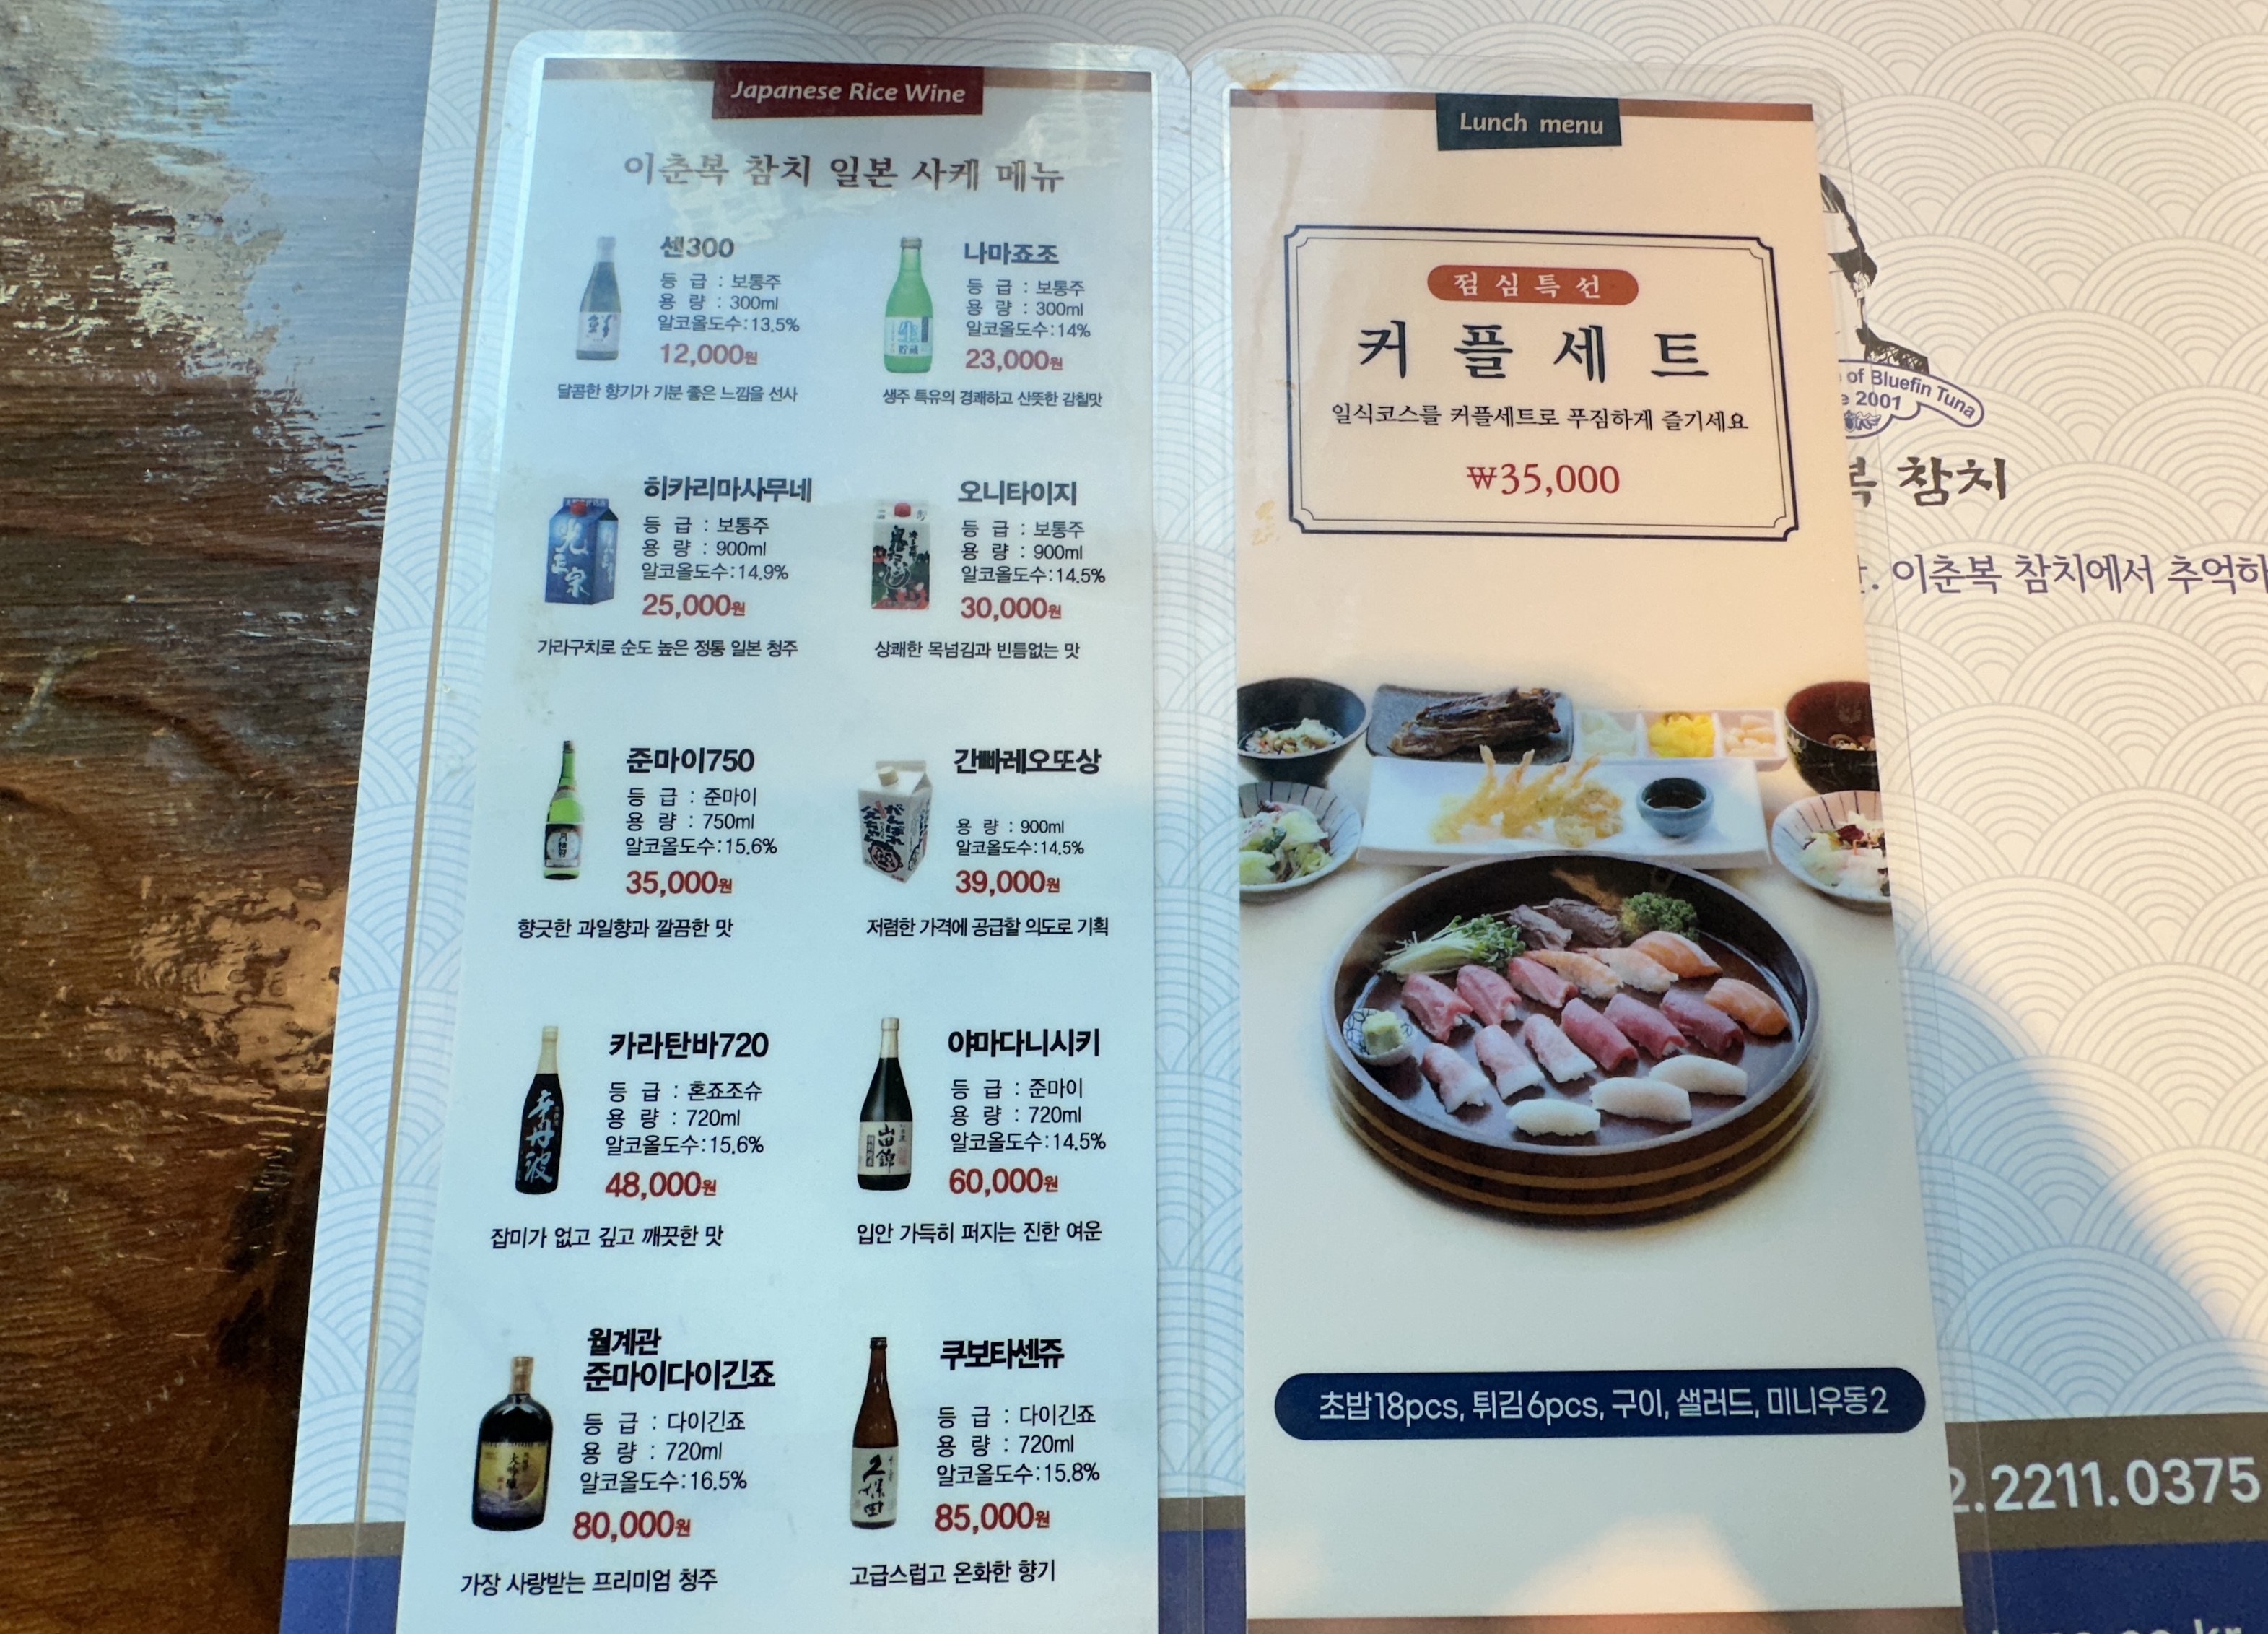 Japanese Rice Wine
이춘복 참치 일본 사케 메뉴
센300
등 급 : 보통주
용 량 : 300ml
알코올도수:13.5%
12,000원
달콤한 향기가 기분 좋은 느낌을 선사
나마죠조
등 급 : 보통주
용 량 : 300ml
알코올도수:14%
23,000원
생주 특유의 경쾌하고 산뜻한 감칠맛
히카리마사무네
등 급 : 보통주
용 량 : 900ml
알코올도수:14.9%
25,000원
가라구치로 순도 높은 정통 일본 청주
오니타이지
등 급 : 보통주
용 량 : 900ml
알코올도수:14.5%
30,000원
상쾌한 목넘김과 빈틈없는 맛
준마이750
등 급 : 준마이
용 량 : 750ml
알코올도수:15.6%
35,000원
향긋한 과일향과 깔끔한 맛
간빠레오또상
용 량 : 900ml
알코올도수:14.5%
39,000원
저렴한 가격에 공급할 의도로 기획
카라탄바720
등 급 : 혼죠조슈
용 량 : 720ml
알코올도수:15.6%
48,000원
잡미가 없고 깊고 깨끗한 맛
야마다니시키
등 급 : 준마이
용 량 : 720ml
알코올도수:14.5%
60,000원
입안 가득히 퍼지는 진한 여운
월계관
준마이다이긴죠
등 급 : 다이긴죠
용 량 : 720ml
알코올도수:16.5%
80,000원
가장 사랑받는 프리미엄 청주
쿠보타센쥬
등 급 : 다이긴죠
용 량 : 720ml
알코올도수:15.8%
85,000원
고급스럽고 온화한 향기
鮮
光
正
宗
辛
丹
波
山田
錦
大吟醸
久
保
田
Lunch menu
점심특선
커플세트
일식코스를 커플세트로 푸짐하게 즐기세요
₩35,000
초밥18pcs, 튀김6pcs, 구이, 샐러드, 미니우동2
of Bluefin Tuna
2001
참치
이춘복 참치에서 추억하
2.2211.0375